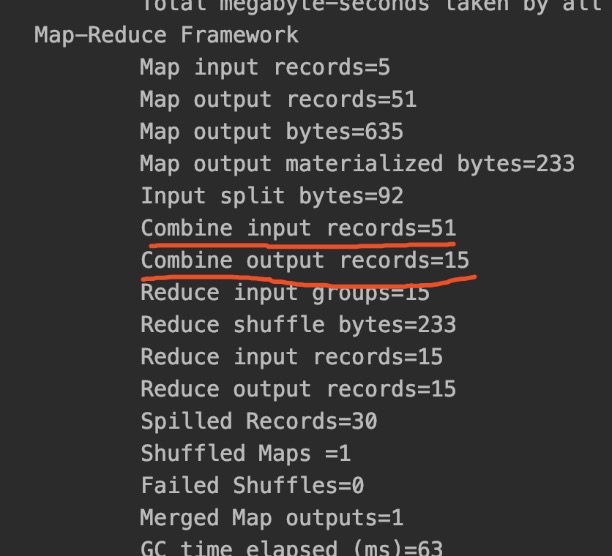 Total megabyte-seconds taken by all
Map-Reduce Framework
Map input records=5
Map output records=51
Map output bytes=635
Map output materialized bytes=233
Input split bytes=92
Combine input records=51
Combine output records=15
Reduce input groups=15
Reduce shuffle bytes=233
Reduce input records=15
Reduce output records=15
Spilled Records=30
Shuffled Maps =1
Failed Shuffles=0
Merged Map outputs=1
GC time elapsed (ms)=63